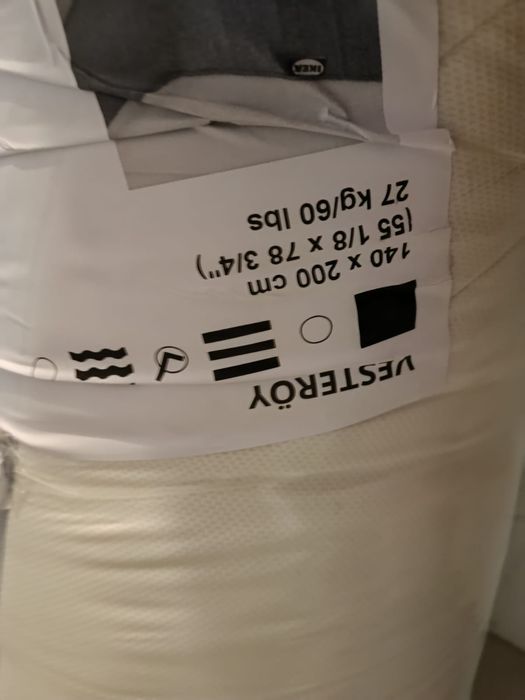 VESTERÖY
140 x 200 cm
(55 1/8 x 78 3/4")
27 kg/60 lbs
IKEA